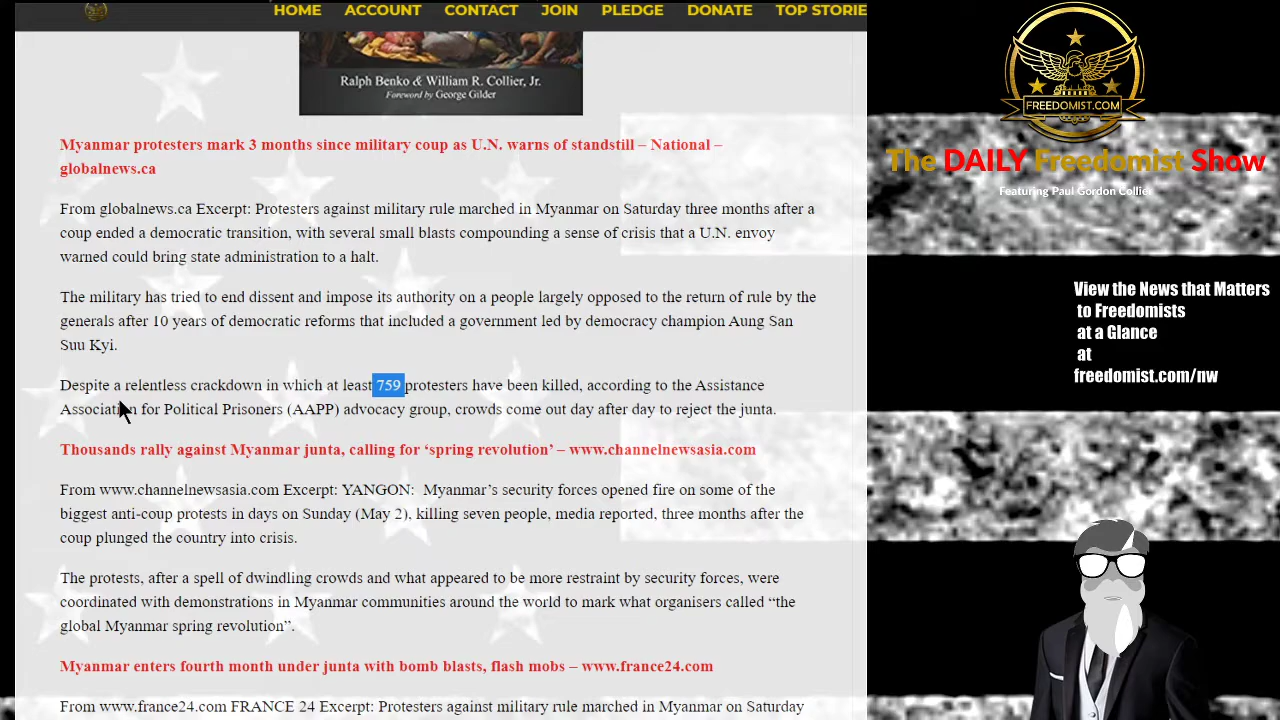 HOME ACCOUNT CONTACT JOIN PLEDGE DONATE TOP STORIE
Ralph Benko & William R. Collier, Jr.
Foreword by George Gilder
Myanmar protesters mark 3 months since military coup as U.N. warns of standstill – National –
globalnews.ca
From globalnews.ca Excerpt: Protesters against military rule marched in Myanmar on Saturday three months after a
coup ended a democratic transition, with several small blasts compounding a sense of crisis that a U.N. envoy
warned could bring state administration to a halt.
The military has tried to end dissent and impose its authority on a people largely opposed to the return of rule by the
generals after 10 years of democratic reforms that included a government led by democracy champion Aung San
Suu Kyi.
Despite a relentless crackdown in which at least 759 protesters have been killed, according to the Assistance
Association for Political Prisoners (AAPP) advocacy group, crowds come out day after day to reject the junta.
Thousands rally against Myanmar junta, calling for ‘spring revolution’ – www.channelnewsasia.com
From www.channelnewsasia.com Excerpt: YANGON: Myanmar’s security forces opened fire on some of the
biggest anti-coup protests in days on Sunday (May 2), killing seven people, media reported, three months after the
coup plunged the country into crisis.
The protests, after a spell of dwindling crowds and what appeared to be more restraint by security forces, were
coordinated with demonstrations in Myanmar communities around the world to mark what organisers called “the
global Myanmar spring revolution”.
Myanmar enters fourth month under junta with bomb blasts, flash mobs – www.france24.com
From www.france24.com FRANCE 24 Excerpt: Protesters against military rule marched in Myanmar on Saturday
FREEDOMIST.COM
The DAILY Freedomist Show
Featuring Paul Gordon Collier
View the News that Matters
to Freedomists
at a Glance
at
freedomist.com/nw